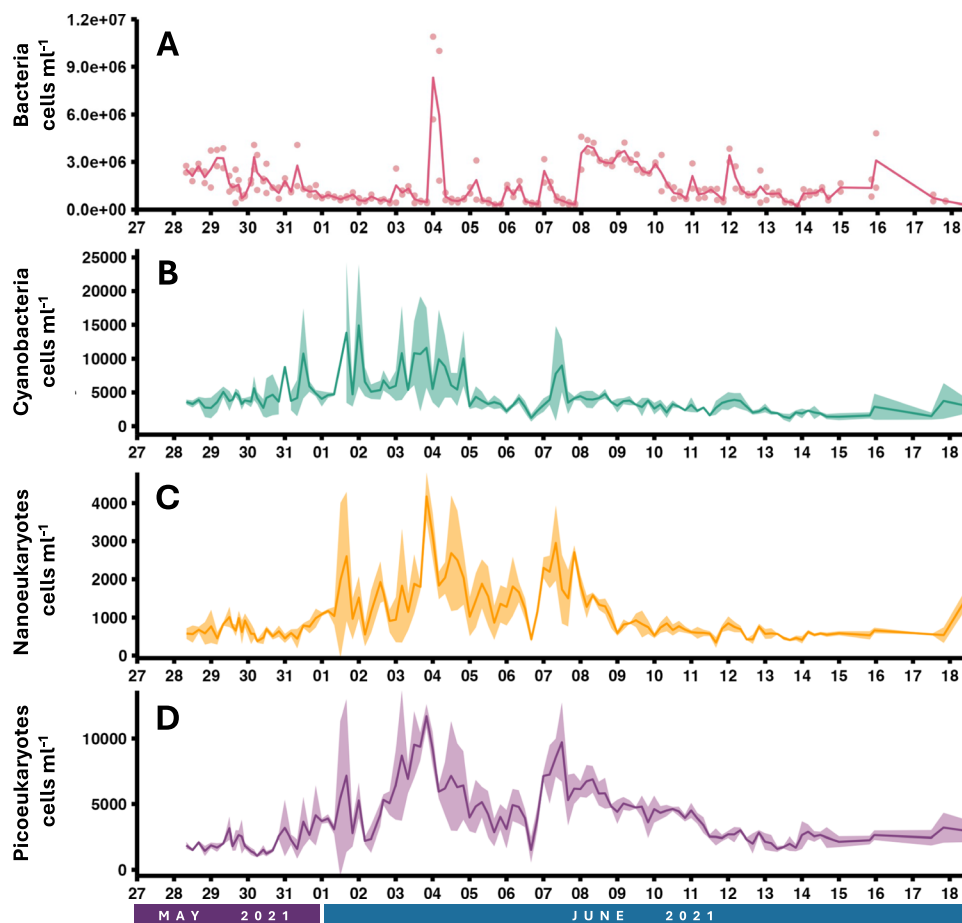 A
Bacteria
cells ml⁻¹
1.2e+07
9.0e+06
6.0e+06
3.0e+06
0.0e+00
27 28 29 30 31 01 02 03 04 05 06 07 08 09 10 11 12 13 14 15 16 17 18
B
Cyanobacteria
cells ml⁻¹
25000
20000
15000
10000
5000
0
27 28 29 30 31 01 02 03 04 05 06 07 08 09 10 11 12 13 14 15 16 17 18
C
Nanoeukaryotes
cells ml⁻¹
4000
3000
2000
1000
0
27 28 29 30 31 01 02 03 04 05 06 07 08 09 10 11 12 13 14 15 16 17 18
D
Picoeukaryotes
cells ml⁻¹
10000
5000
0
27 28 29 30 31 01 02 03 04 05 06 07 08 09 10 11 12 13 14 15 16 17 18
MAY 2021 JUNE 2021